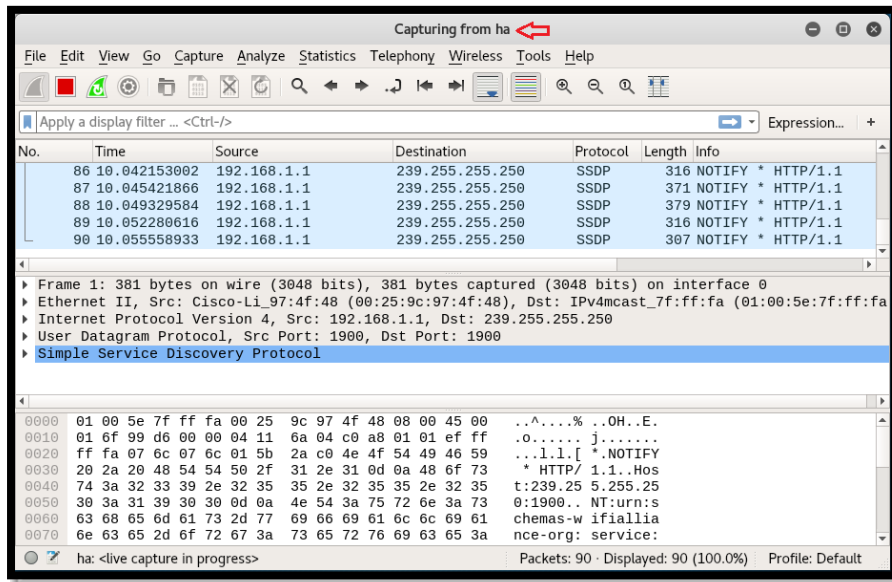 Capturing from ha
File Edit View Go Capture Analyze Statistics Telephony Wireless Tools Help
Apply a display filter ... <Ctrl-/> Expression... +
No. Time Source Destination Protocol Length Info
86 10.042153002 192.168.1.1 239.255.255.250 SSDP 316 NOTIFY * HTTP/1.1
87 10.045421866 192.168.1.1 239.255.255.250 SSDP 371 NOTIFY * HTTP/1.1
88 10.049329584 192.168.1.1 239.255.255.250 SSDP 379 NOTIFY * HTTP/1.1
89 10.052280616 192.168.1.1 239.255.255.250 SSDP 316 NOTIFY * HTTP/1.1
90 10.055558933 192.168.1.1 239.255.255.250 SSDP 307 NOTIFY * HTTP/1.1
Frame 1: 381 bytes on wire (3048 bits), 381 bytes captured (3048 bits) on interface 0
Ethernet II, Src: Cisco-Li_97:4f:48 (00:25:9c:97:4f:48), Dst: IPv4mcast_7f:ff:fa (01:00:5e:7f:ff:fa
Internet Protocol Version 4, Src: 192.168.1.1, Dst: 239.255.255.250
User Datagram Protocol, Src Port: 1900, Dst Port: 1900
Simple Service Discovery Protocol
0000 01 00 5e 7f ff fa 00 25 9c 97 4f 48 08 00 45 00 ..^....% ..OH..E.
0010 01 6f 99 d6 00 00 04 11 6a 04 c0 a8 01 01 ef ff .o...... j.......
0020 ff fa 07 6c 07 6c 01 5b 2a c0 4e 4f 54 49 46 59 ...l.l.[ *.NOTIFY
0030 20 2a 20 48 54 54 50 2f 31 2e 31 0d 0a 48 6f 73 * HTTP/ 1.1..Hos
0040 74 3a 32 33 39 2e 32 35 35 2e 32 35 35 2e 32 35 t:239.25 5.255.25
0050 30 3a 31 39 30 30 0d 0a 4e 54 3a 75 72 6e 3a 73 0:1900.. NT:urn:s
0060 63 68 65 6d 61 73 2d 77 69 66 69 61 6c 6c 69 61 chemas-w ifiallia
0070 6e 63 65 2d 6f 72 67 3a 73 65 72 76 69 63 65 3a nce-org: service:
ha: <live capture in progress> Packets: 90 · Displayed: 90 (100.0%) Profile: Default